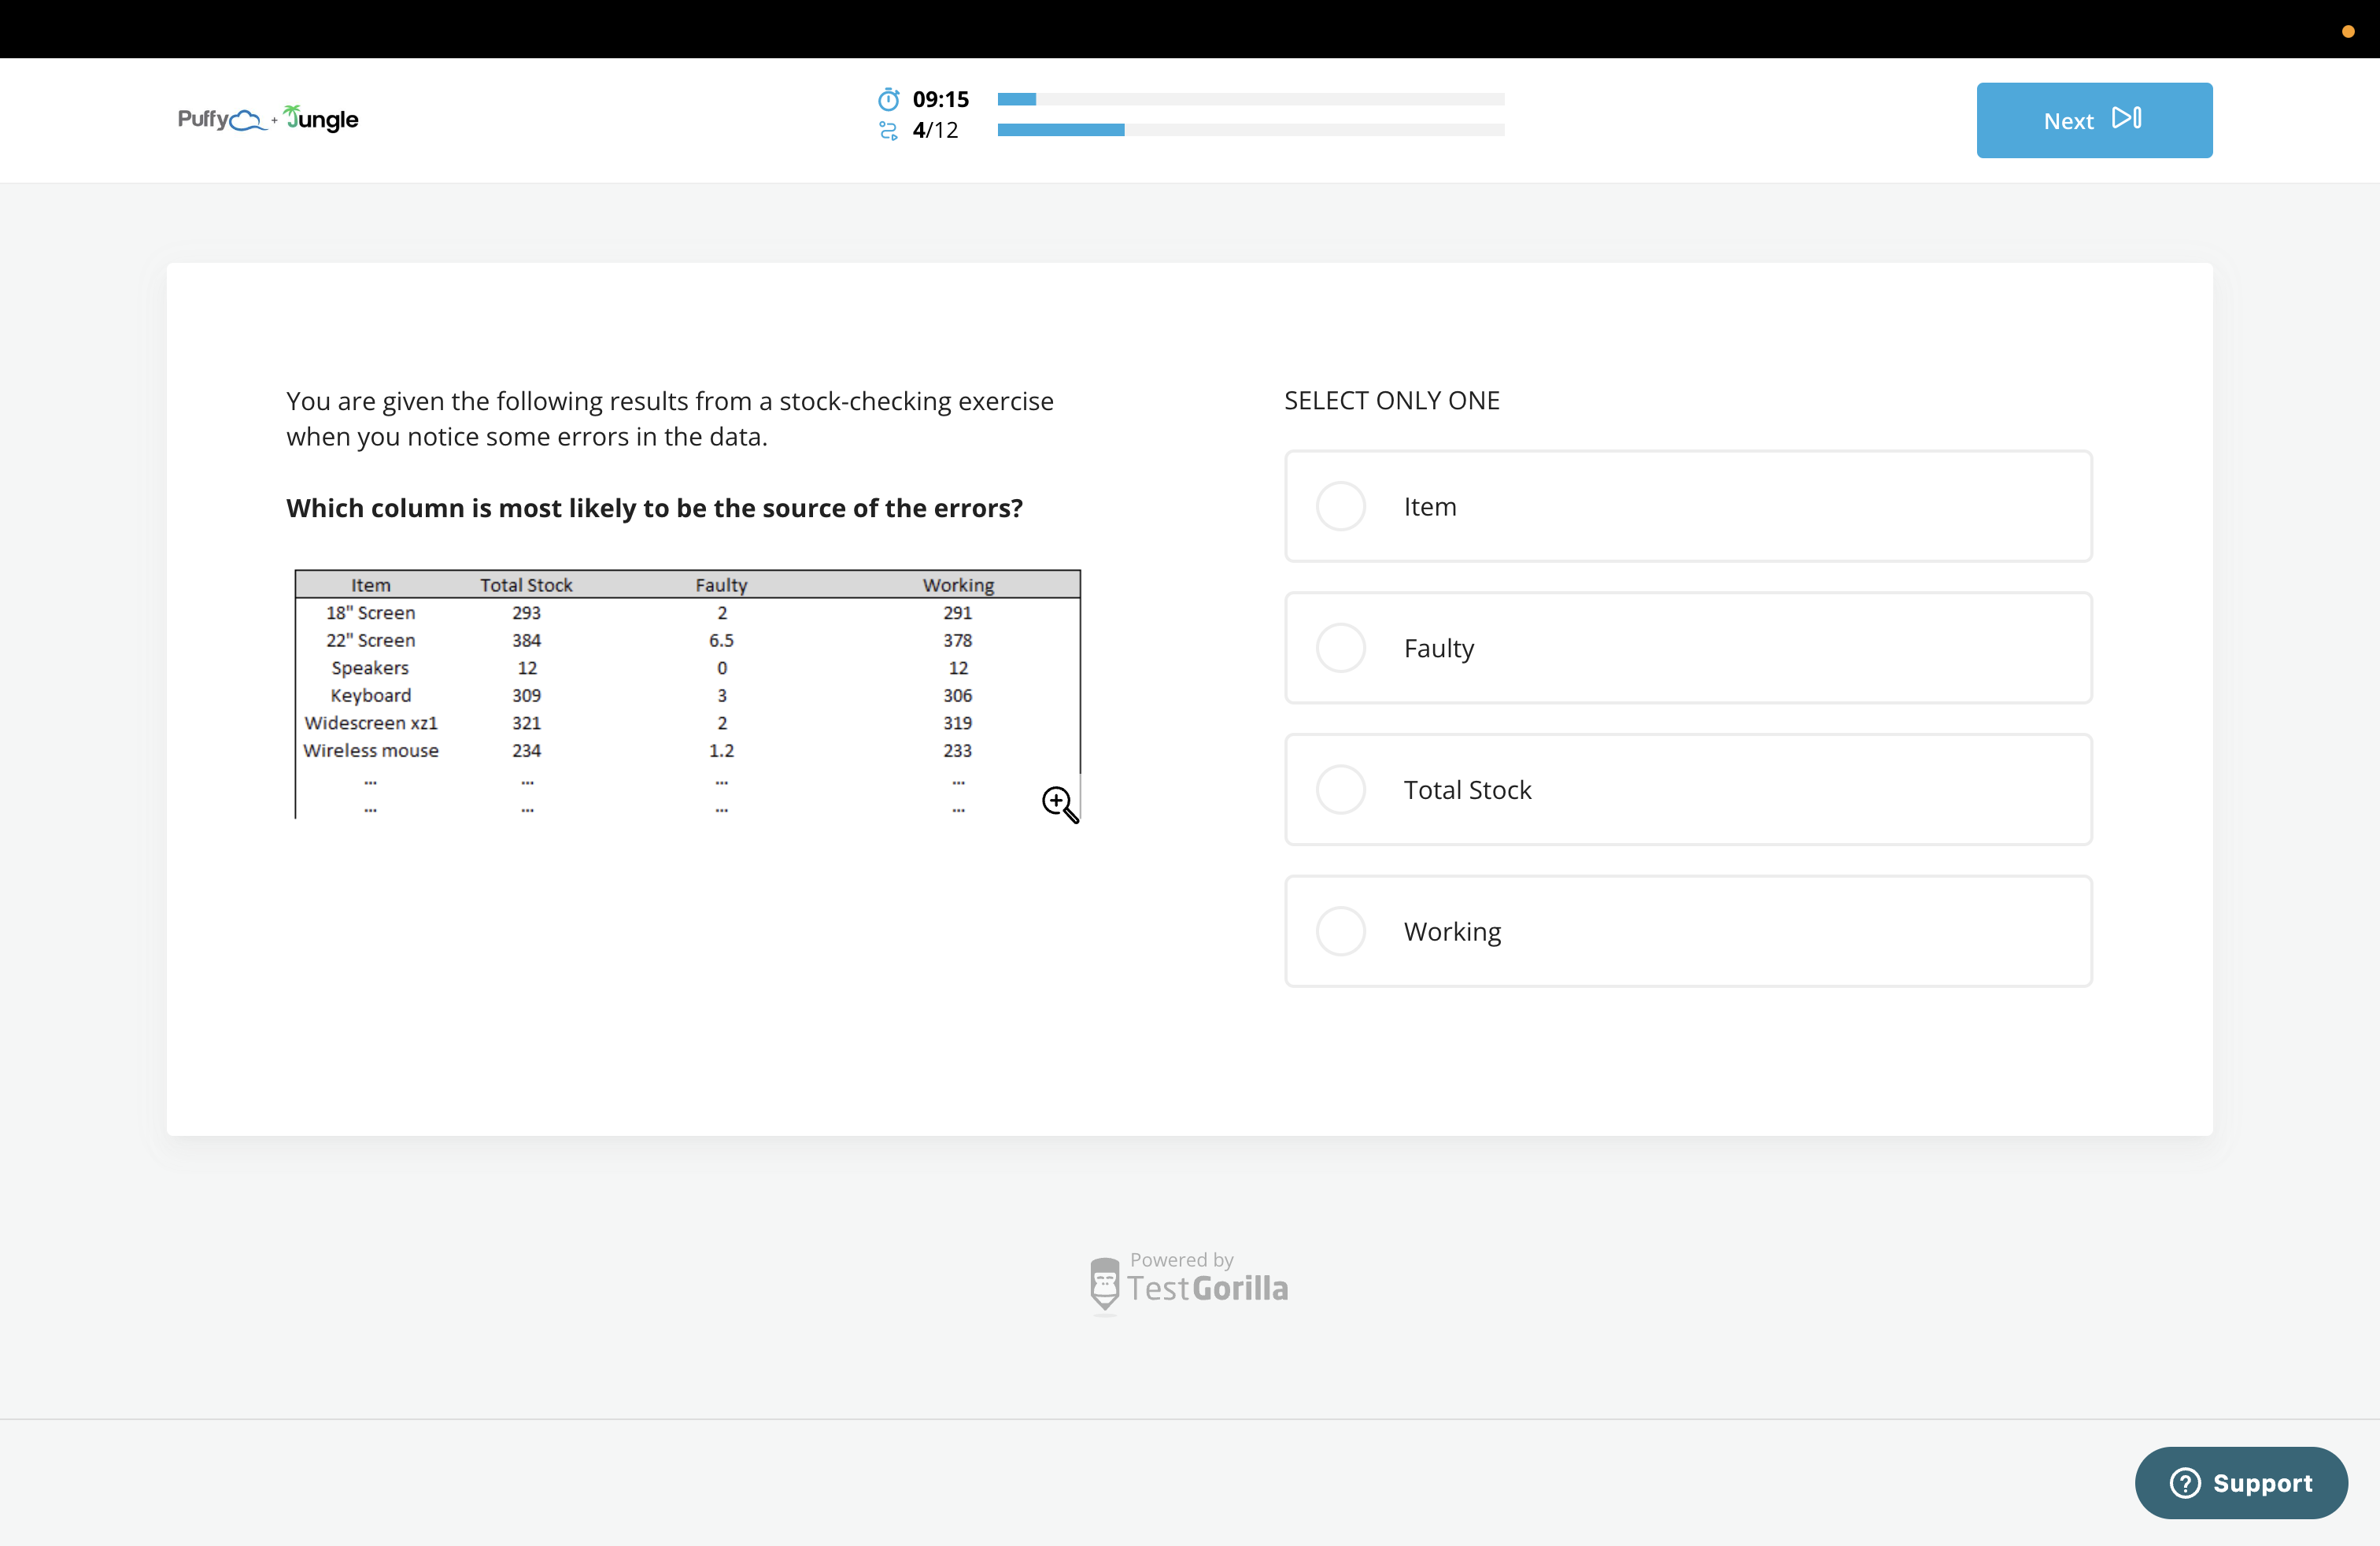 Puffy + Jungle
09:15
4/12
Next
You are given the following results from a stock-checking exercise
when you notice some errors in the data.
Which column is most likely to be the source of the errors?
Item Total Stock Faulty Working
18" Screen 293 2 291
22" Screen 384 6.5 378
Speakers 12 0 12
Keyboard 309 3 306
Widescreen xz1 321 2 319
Wireless mouse 234 1.2 233
... ... ... ...
... ... ... ...
SELECT ONLY ONE
Item
Faulty
Total Stock
Working
Powered by
TestGorilla
Support